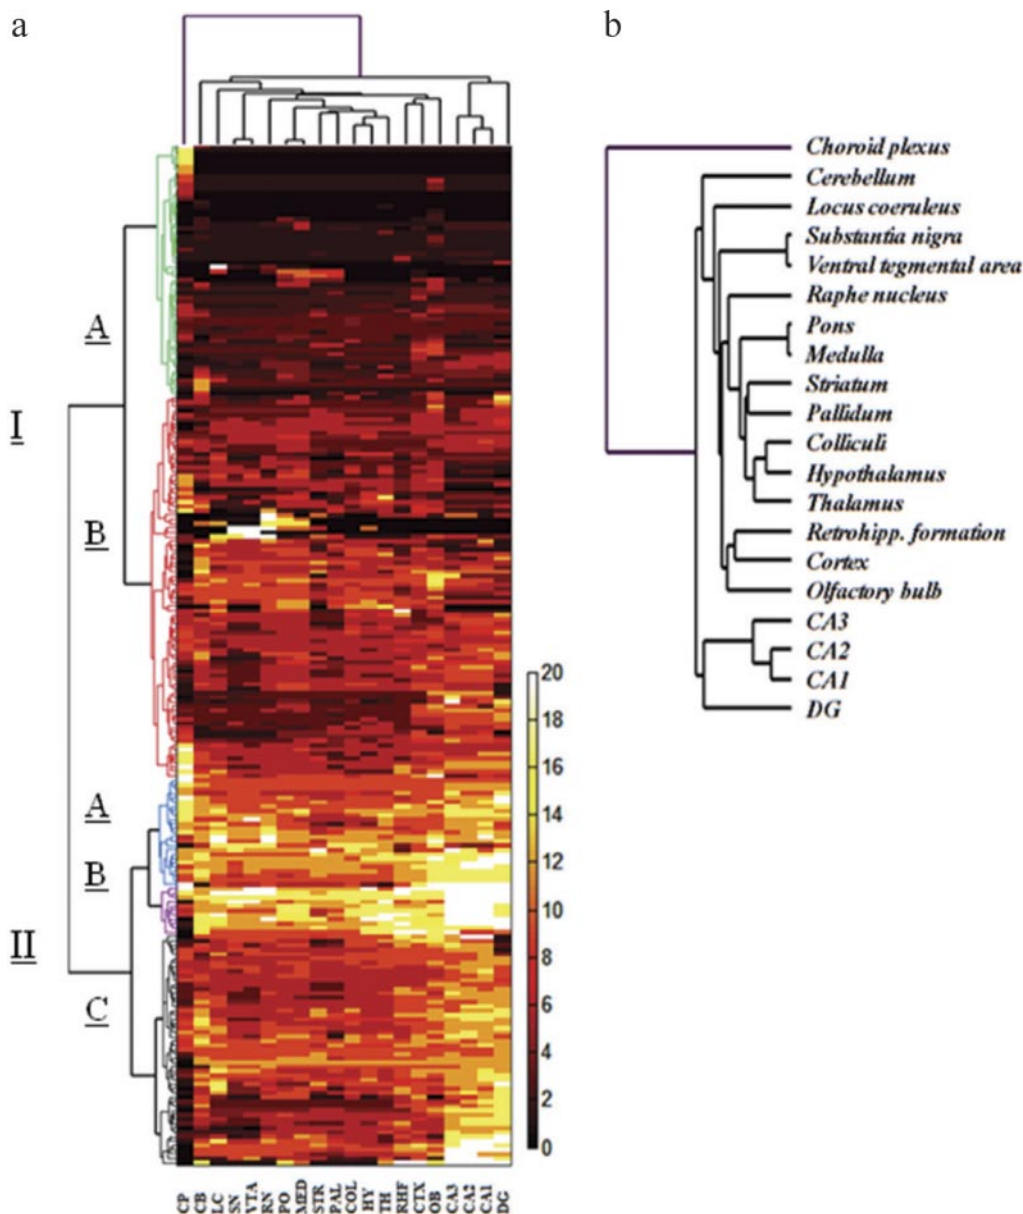 a
b
A
I
B
A
B
II
C
20
18
16
14
12
10
8
6
4
2
0
CP CB LC SN VTA RN PO MED STR PAL COL HY TH RHF CTX OB CA3 CA2 CA1 DG
Choroid plexus
Cerebellum
Locus coeruleus
Substantia nigra
Ventral tegmental area
Raphe nucleus
Pons
Medulla
Striatum
Pallidum
Colliculi
Hypothalamus
Thalamus
Retrohipp. formation
Cortex
Olfactory bulb
CA3
CA2
CA1
DG